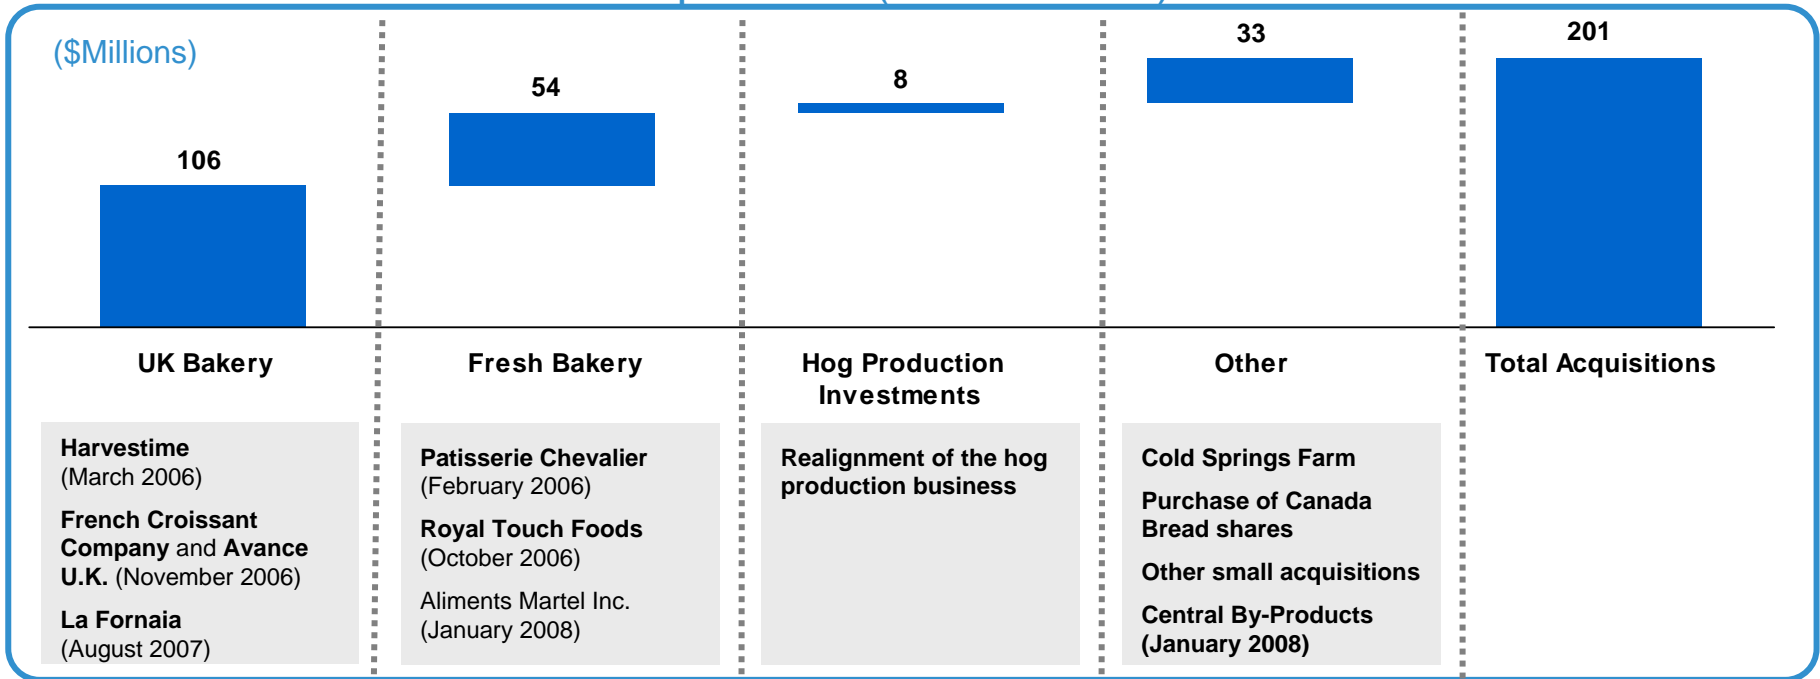 ($Millions)
106
54
8
33
201
UK Bakery
Fresh Bakery
Hog Production
Investments
Other
Total Acquisitions
Harvestime
(March 2006)
French Croissant
Company and Avance
U.K. (November 2006)
La Fornaia
(August 2007)
Patisserie Chevalier
(February 2006)
Royal Touch Foods
(October 2006)
Aliments Martel Inc.
(January 2008)
Realignment of the hog
production business
Cold Springs Farm
Purchase of Canada
Bread shares
Other small acquisitions
Central By-Products
(January 2008)